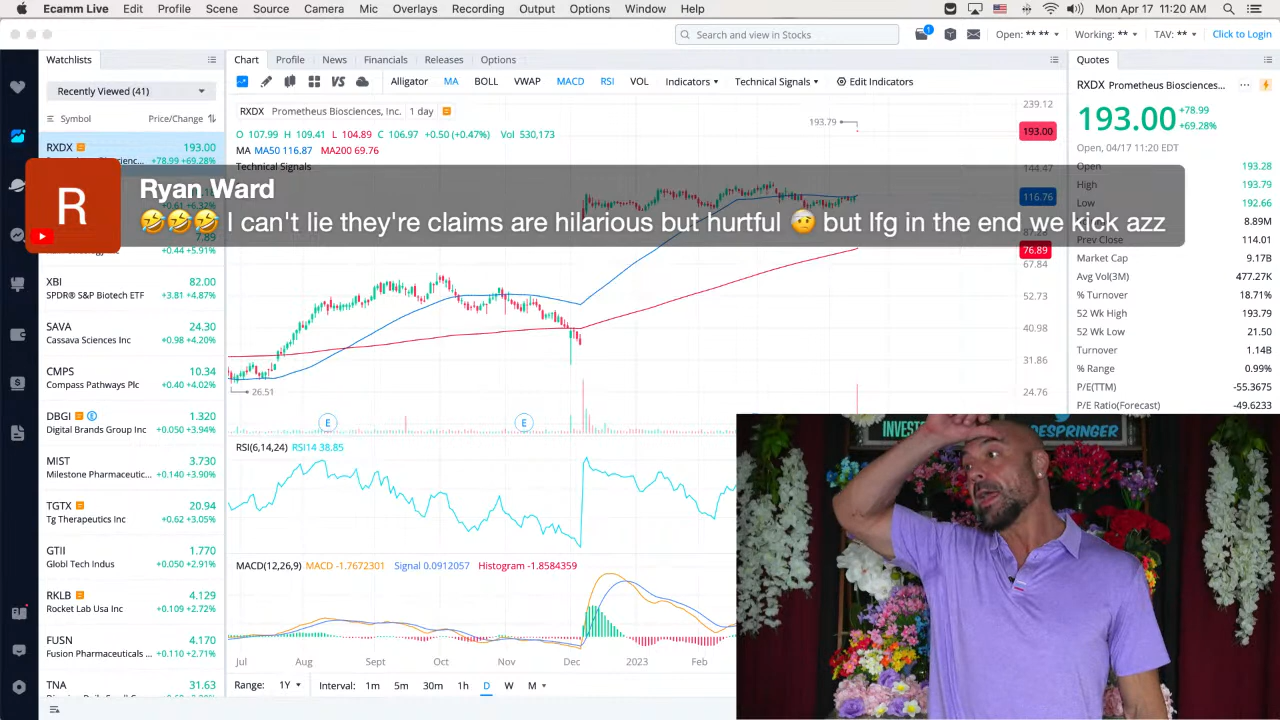 Ecamm Live Edit Profile Scene Source Camera Mic Overlays Recording Output Options Window Help Mon Apr 17 11:20 AM
Search and view in Stocks 1 Open: ** ** Working: ** TAV: ** Click to Login
Watchlists
Recently Viewed (41)
Symbol Price/Change
RXDX 193.00
+78.99 +69.28%
+0.44 +5.91%
XBI 82.00
SPDR® S&P Biotech ETF +3.81 +4.87%
SAVA 24.30
Cassava Sciences Inc +0.98 +4.20%
CMPS 10.34
Compass Pathways Plc +0.40 +4.02%
DBGI E 1.320
Digital Brands Group Inc +0.050 +3.94%
MIST 3.730
Milestone Pharmaceutic... +0.140 +3.90%
TGTX 20.94
Tg Therapeutics Inc +0.62 +3.05%
GTII 1.770
Globl Tech Indus +0.050 +2.91%
RKLB 4.129
Rocket Lab Usa Inc +0.109 +2.72%
FUSN 4.170
Fusion Pharmaceuticals ... +0.110 +2.71%
TNA 31.63
Chart Profile News Financials Releases Options
Alligator MA BOLL VWAP MACD RSI VOL Indicators Technical Signals Edit Indicators
VS
RXDX Prometheus Biosciences, Inc. 1 day
O 107.99 H 109.41 L 104.89 C 106.97 +0.50 (+0.47%) Vol 530,173
MA MA50 116.87 MA200 69.76
Technical Signals
193.79
239.12
193.00
144.47
116.76
76.89
67.84
52.73
40.98
31.86
24.76
26.51
E E
R
Ryan Ward
🤣🤣🤣 I can't lie they're claims are hilarious but hurtful 🤕 but lfg in the end we kick azz
RSI(6,14,24) RSI14 38.85
MACD(12,26,9) MACD -1.7672301 Signal 0.0912057 Histogram -1.8584359
Jul Aug Sept Oct Nov Dec 2023 Feb
Range: 1Y Interval: 1m 5m 30m 1h D W M
Quotes
RXDX Prometheus Biosciences...
193.00 +78.99
+69.28%
Open, 04/17 11:20 EDT
Open 193.28
High 193.79
Low 192.66
8.89M
Prev Close 114.01
Market Cap 9.17B
Avg Vol(3M) 477.27K
% Turnover 18.71%
52 Wk High 193.79
52 Wk Low 21.50
Turnover 1.14B
% Range 0.99%
P/E(TTM) -55.3675
P/E Ratio(Forecast) -49.6233